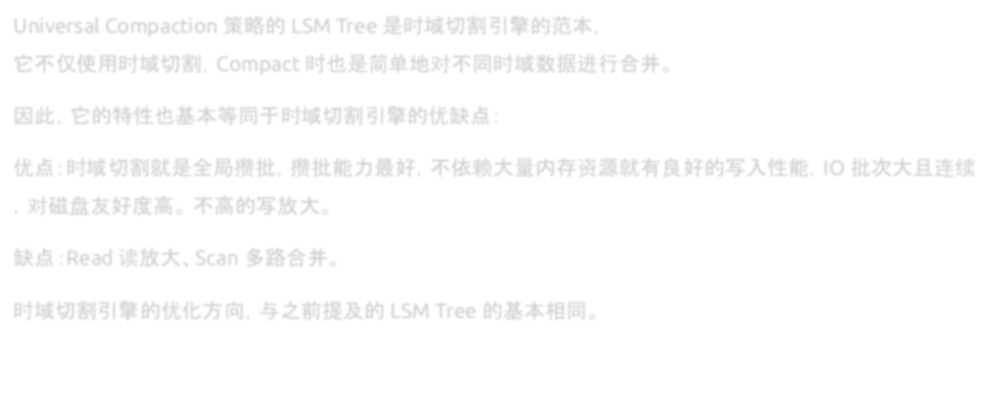 Universal Compaction 策略的 LSM Tree 是时域切割引擎的范本,
它不仅使用时域切割, Compact 时也是简单地对不同时域数据进行合并。
因此, 它的特性也基本等同于时域切割引擎的优缺点:
优点:时域切割就是全局攒批, 攒批能力最好, 不依赖大量内存资源就有良好的写入性能, IO 批次大且连续
, 对磁盘友好度高。不高的写放大。
缺点:Read 读放大、Scan 多路合并。
时域切割引擎的优化方向, 与之前提及的 LSM Tree 的基本相同。